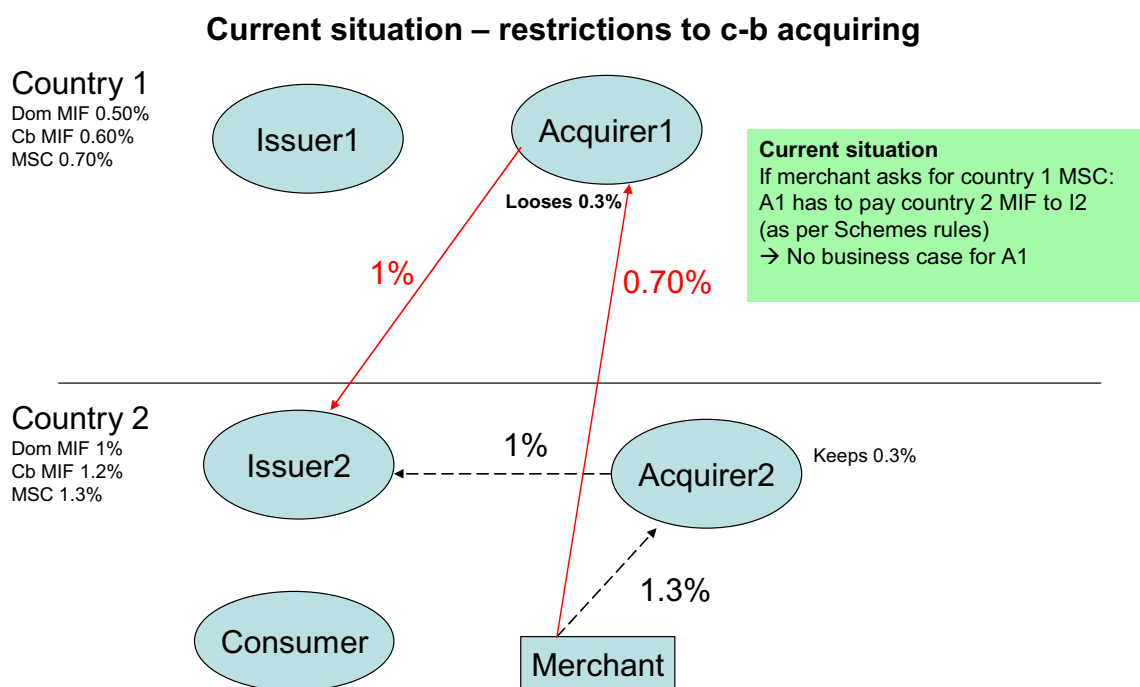 Current situation – restrictions to c-b acquiring
Country 1
Dom MIF 0.50%
Cb MIF 0.60%
MSC 0.70%
Issuer1
Acquirer1
Looses 0.3%
Current situation
If merchant asks for country 1 MSC:
A1 has to pay country 2 MIF to I2
(as per Schemes rules)
→ No business case for A1
1%
0.70%
Country 2
Dom MIF 1%
Cb MIF 1.2%
MSC 1.3%
Issuer2
1%
Acquirer2
Keeps 0.3%
1.3%
Consumer
Merchant